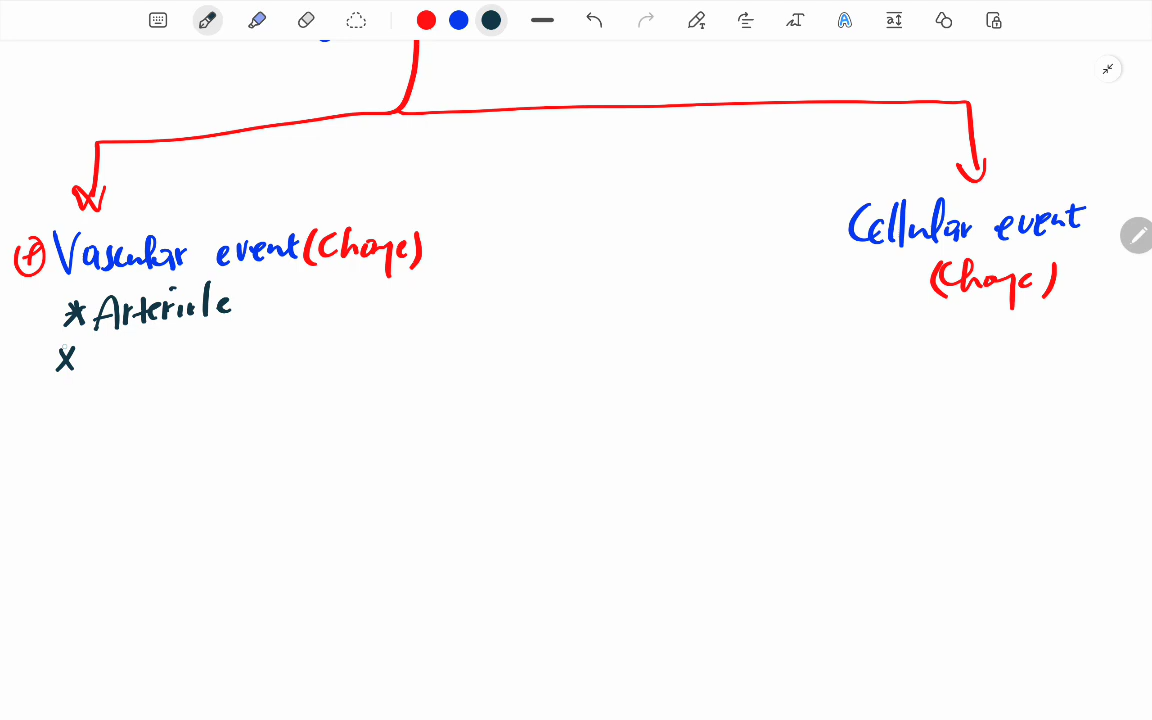 Vascular event (Change)
* Arteriole
Cellular event
(Change)